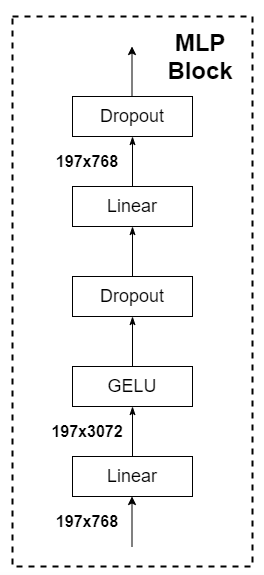 MLP
Block
Dropout
197x768
Linear
Dropout
GELU
197x3072
Linear
197x768